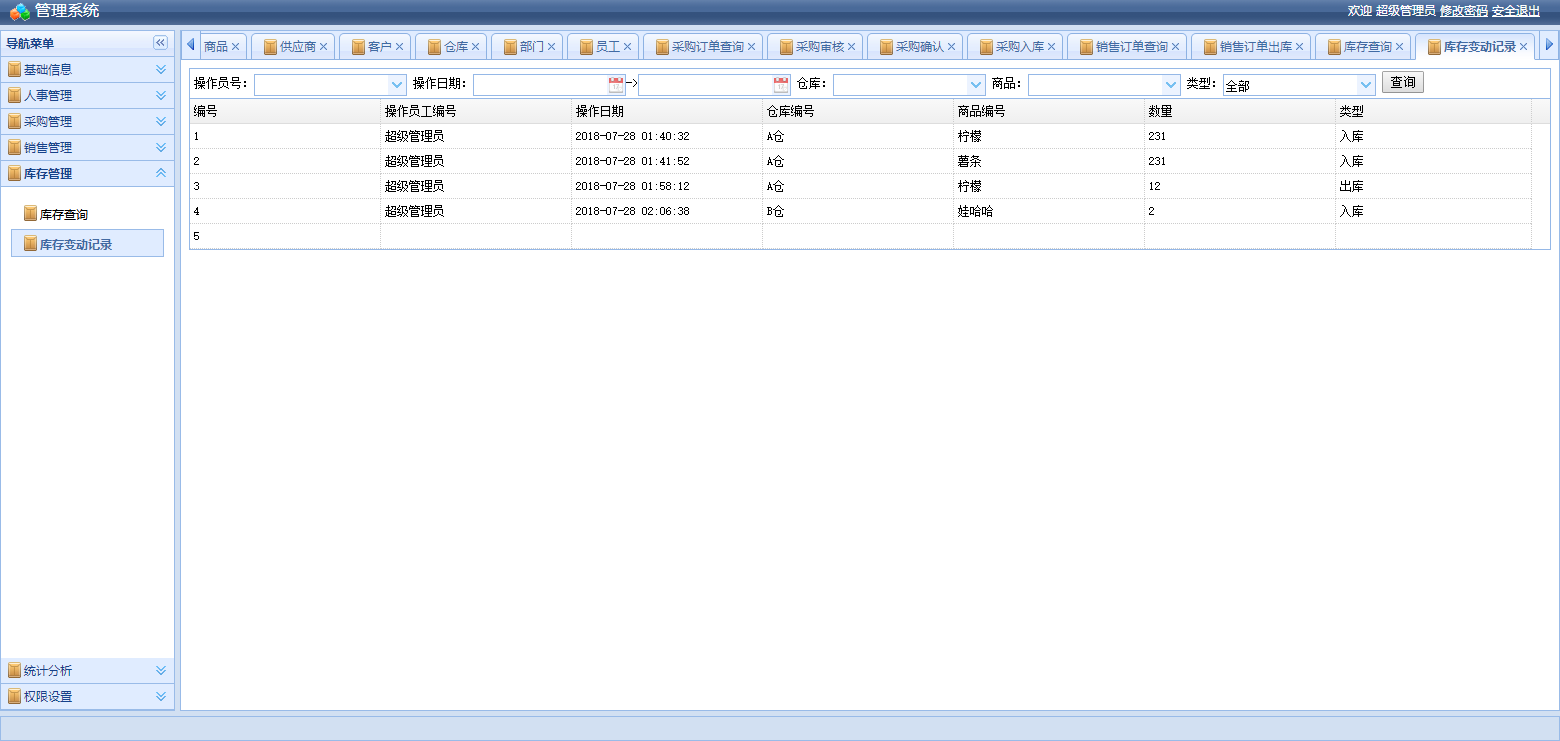 管理系统
欢迎 超级管理员 修改密码 安全退出
导航菜单
基础信息
人事管理
采购管理
销售管理
库存管理
库存查询
库存变动记录
统计分析
权限设置
商品 供应商 客户 仓库 部门 员工 采购订单查询 采购审核 采购确认 采购入库 销售订单查询 销售订单出库 库存查询 库存变动记录
操作员号: 操作日期: -> 仓库: 商品: 类型: 全部 查询
编号 操作员工编号 操作日期 仓库编号 商品编号 数量 类型
1 超级管理员 2018-07-28 01:40:32 A仓 柠檬 231 入库
2 超级管理员 2018-07-28 01:41:52 A仓 薯条 231 入库
3 超级管理员 2018-07-28 01:58:12 A仓 柠檬 12 出库
4 超级管理员 2018-07-28 02:06:38 B仓 娃哈哈 2 入库
5